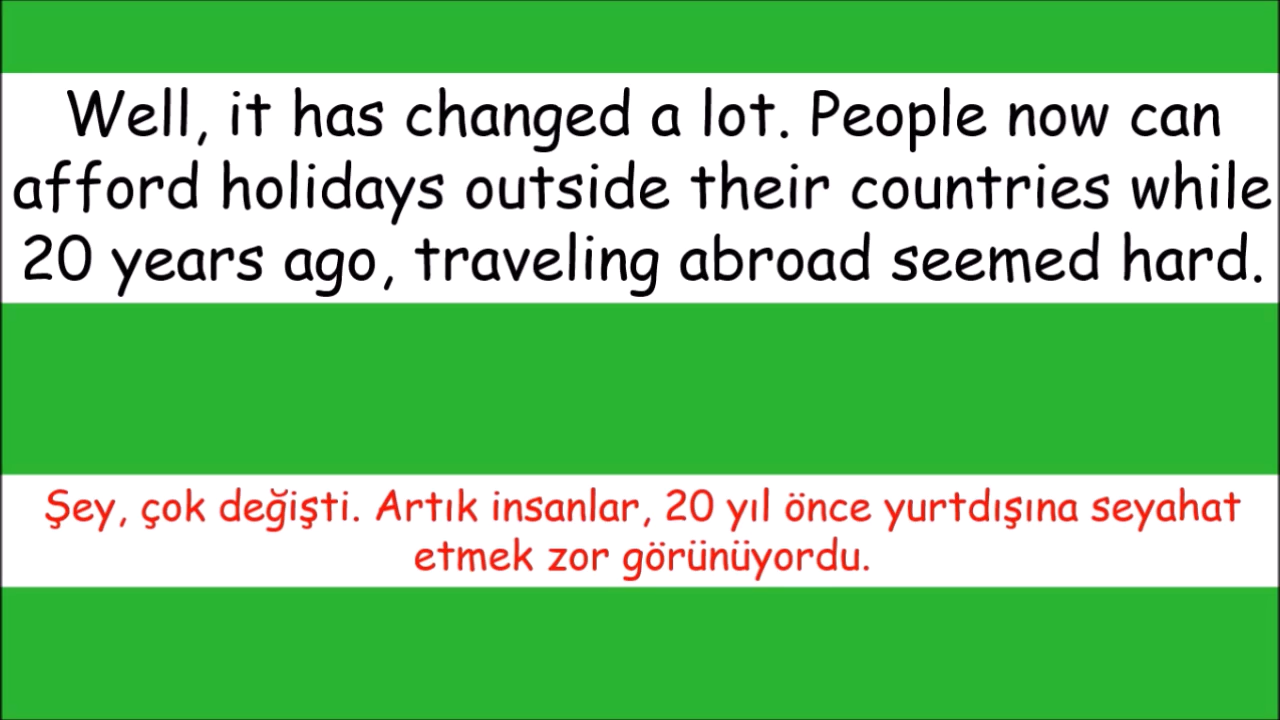 Well, it has changed a lot. People now can
afford holidays outside their countries while
20 years ago, traveling abroad seemed hard.
Şey, çok değişti. Artık insanlar, 20 yıl önce yurtdışına seyahat
etmek zor görünüyordu.